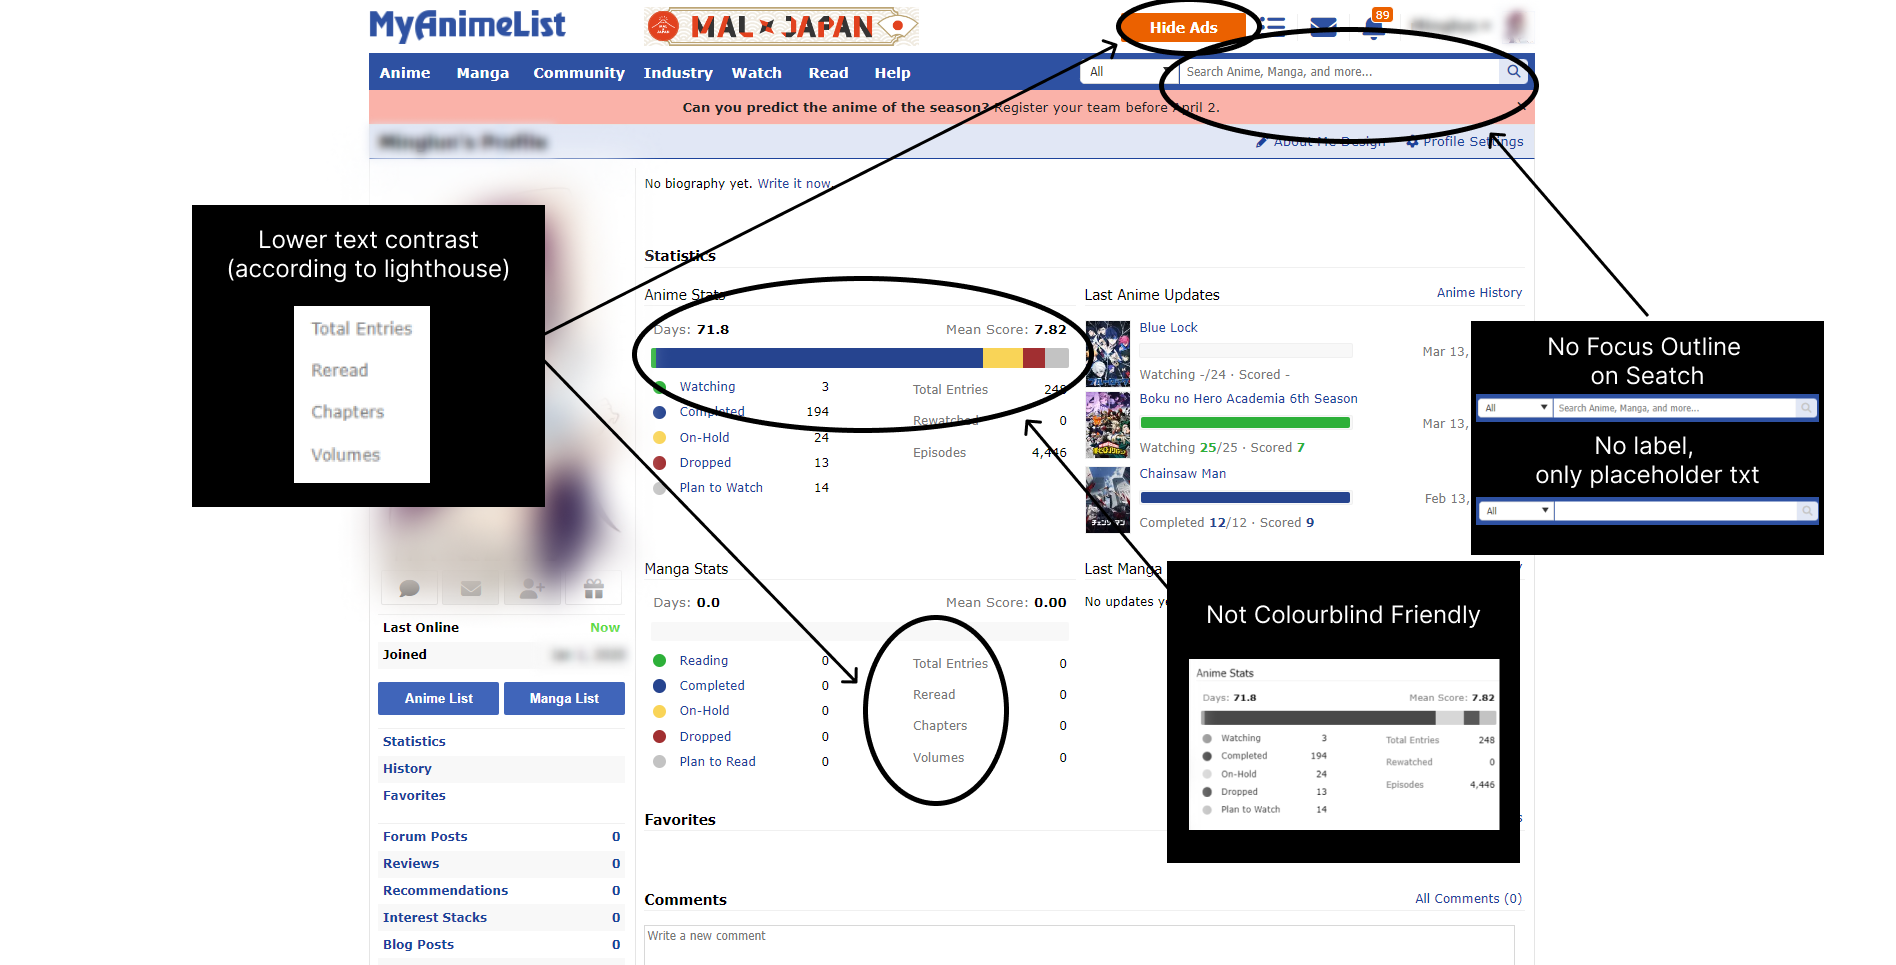 MyAnimeList
MAL JAPAN
Hide Ads
89
Anime Manga Community Industry Watch Read Help
All
Search Anime, Manga, and more...
Can you predict the anime of the season? Register your team before April 2.
About Me Design
Profile Settings
No biography yet. Write it now.
Lower text contrast
(according to lighthouse)
Total Entries
Reread
Chapters
Volumes
Statistics
Anime Stats
Days: 71.8
Mean Score: 7.82
Watching 3
Completed 194
On-Hold 24
Dropped 13
Plan to Watch 14
Total Entries 248
Rewatched 0
Episodes 4,446
Last Anime Updates
Anime History
Blue Lock
Mar 13,
Watching -/24 · Scored -
Boku no Hero Academia 6th Season
Mar 13,
Watching 25/25 · Scored 7
Chainsaw Man
Feb 13,
Completed 12/12 · Scored 9
チェンソーマン
No Focus Outline
on Seatch
All
Search Anime, Manga, and more...
No label,
only placeholder txt
All
Last Online Now
Joined
Anime List
Manga List
Statistics
History
Favorites
Forum Posts 0
Reviews 0
Recommendations 0
Interest Stacks 0
Blog Posts 0
Manga Stats
Days: 0.0
Mean Score: 0.00
Reading 0
Completed 0
On-Hold 0
Dropped 0
Plan to Read 0
Total Entries 0
Reread 0
Chapters 0
Volumes 0
Last Manga
No updates ye
Not Colourblind Friendly
Anime Stats
Days: 71.8
Mean Score: 7.82
Watching 3
Completed 194
On-Hold 24
Dropped 13
Plan to Watch 14
Total Entries 248
Rewatched 0
Episodes 4,446
Favorites
Comments
All Comments (0)
Write a new comment